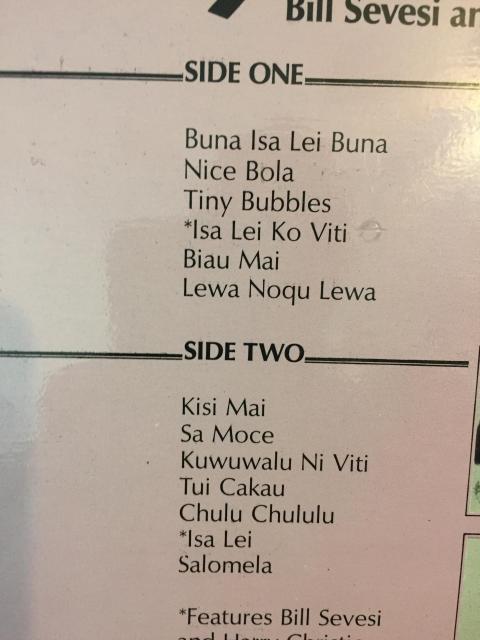 Bill Sevesi
SIDE ONE
Buna Isa Lei Buna
Nice Bola
Tiny Bubbles
*Isa Lei Ko Viti
Biau Mai
Lewa Noqu Lewa
SIDE TWO
Kisi Mai
Sa Moce
Kuwuwalu Ni Viti
Tui Cakau
Chulu Chululu
*Isa Lei
Salomela
*Features Bill Sevesi